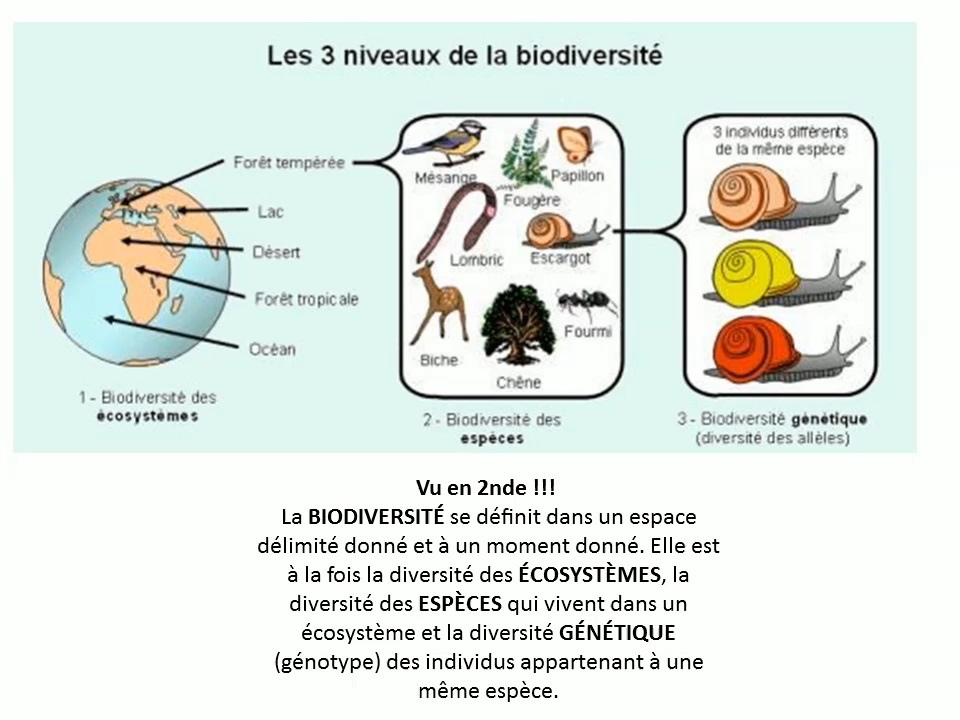 Les 3 niveaux de la biodiversité
Forêt tempérée
Lac
Désert
Forêt tropicale
Océan
1 - Biodiversité des
écosystèmes
Mésange
Papillon
Fougère
Lombric
Escargot
Biche
Fourmi
Chêne
2 - Biodiversité des
espèces
3 individus différents
de la même espèce
3 - Biodiversité génétique
(diversité des allèles)
Vu en 2nde !!!
La BIODIVERSITÉ se définit dans un espace
délimité donné et à un moment donné. Elle est
à la fois la diversité des ÉCOSYSTÈMES, la
diversité des ESPÈCES qui vivent dans un
écosystème et la diversité GÉNÉTIQUE
(génotype) des individus appartenant à une
même espèce.